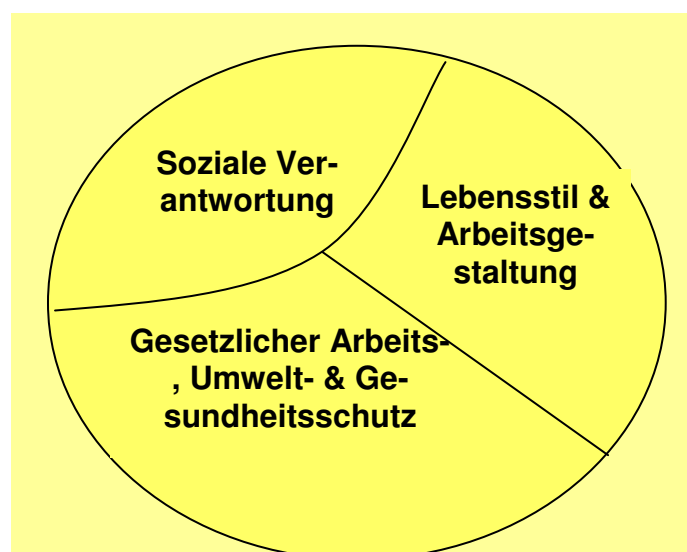 Soziale Ver-
antwortung
Lebensstil &
Arbeitsge-
staltung
Gesetzlicher Arbeits-
, Umwelt- & Ge-
sundheitsschutz